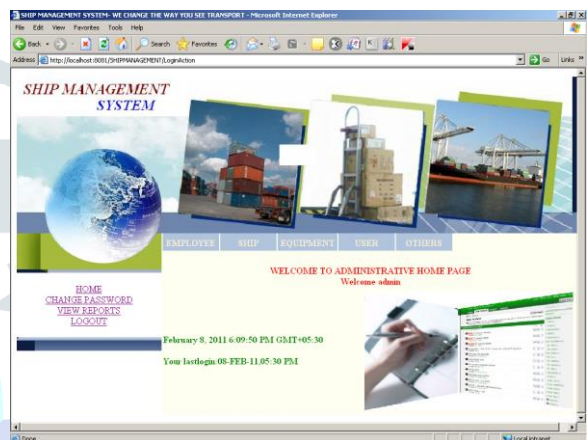 SHIP MANAGEMENT SYSTEM- WE CHANGE THE WAY YOU SEE TRANSPORT - Microsoft Internet Explorer
File Edit View Favorites Tools Help
Back Search Favorites
Address http://localhost:8081/SHIPMANAGEMENT/LoginAction Go Links »
SHIP MANAGEMENT
SYSTEM
EMPLOYEE SHIP EQUIPMENT USER OTHERS
WELCOME TO ADMINISTRATIVE HOME PAGE
Welcome admin
HOME
CHANGE PASSWORD
VIEW REPORTS
LOGOUT
February 8, 2011 6:09:50 PM GMT+05:30
Your lastlogin:08-FEB-11,05:30 PM
Done Local intranet